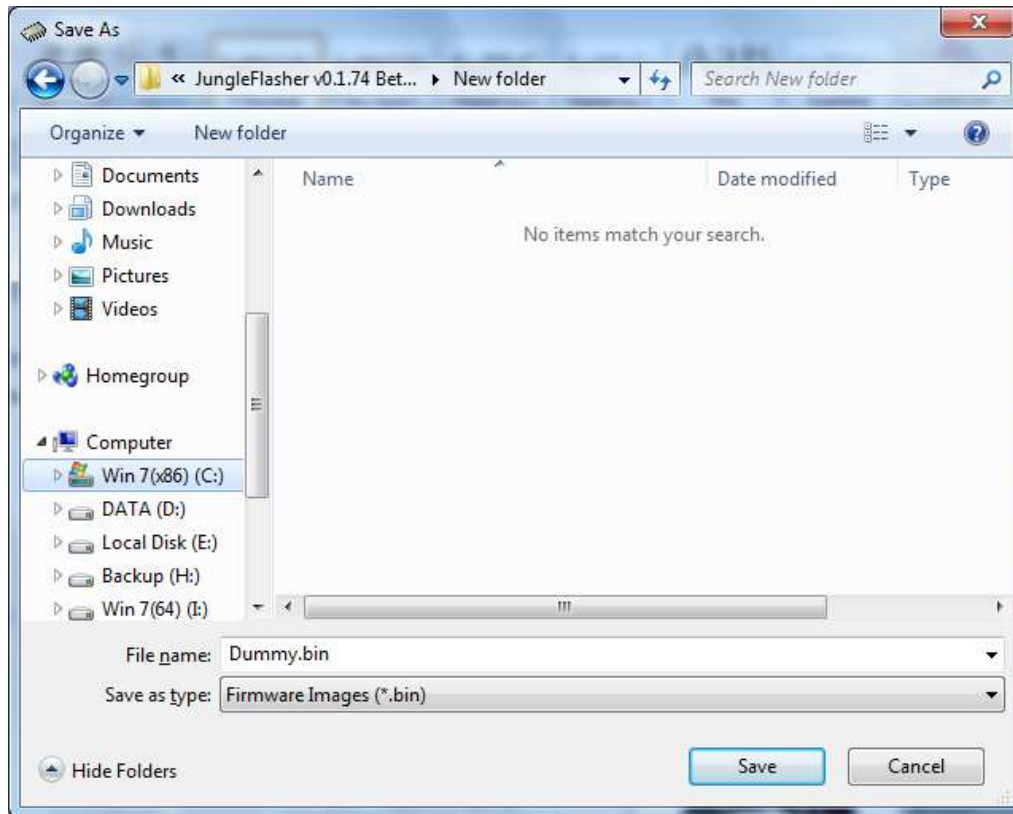 Save As
« JungleFlasher v0.1.74 Bet... ▸ New folder
Search New folder
Organize
New folder
Documents
Downloads
Music
Pictures
Videos
Homegroup
Computer
Win 7(x86) (C:)
DATA (D:)
Local Disk (E:)
Backup (H:)
Win 7(64) (I:)
Name
Date modified
Type
No items match your search.
File name: Dummy.bin
Save as type: Firmware Images (*.bin)
Hide Folders
Save
Cancel